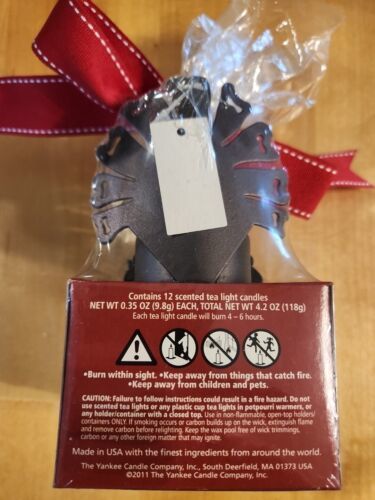 Contains 12 scented tea light candles
NET WT 0.35 OZ (9.8g) EACH, TOTAL NET WT 4.2 OZ (118g)
Each tea light candle will burn 4 – 6 hours.
•Burn within sight. •Keep away from things that catch fire.
•Keep away from children and pets.
CAUTION: Failure to follow instructions could result in a fire hazard. Do not
use scented tea lights or any plastic cup tea lights in potpourri warmers, or
any holder/container with a closed top. Use in non-flammable, open-top holders/
containers ONLY. If smoking occurs or carbon builds up on the wick, extinguish flame
and remove carbon before relighting. Keep the wax pool free of wick trimmings,
carbon or any other foreign matter that may ignite.
Made in USA with the finest ingredients from around the world.
The Yankee Candle Company, Inc., South Deerfield, MA 01373 USA
©2011 The Yankee Candle Company, Inc.